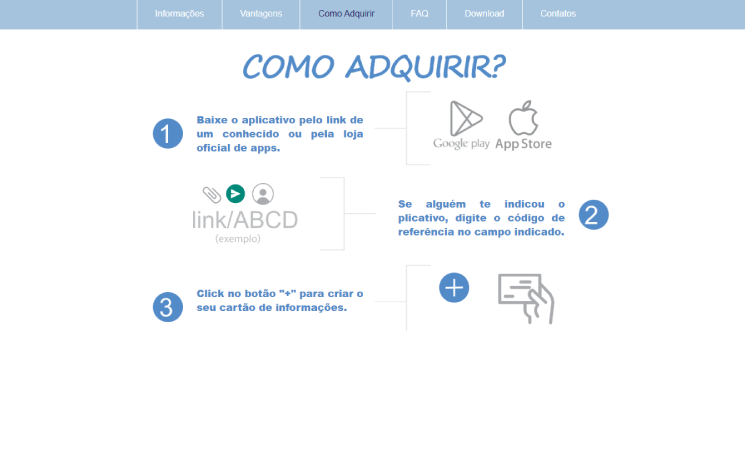 Informações Vantagens Como Adquirir FAQ Download Contatos
COMO ADQUIRIR?
1
Baixe o aplicativo pelo link de
um conhecido ou pela loja
oficial de apps.
Google play App Store
link/ABCD
(exemplo)
Se alguém te indicou o
plicativo, digite o código de
referência no campo indicado.
2
3
Click no botão "+" para criar o
seu cartão de informações.
+